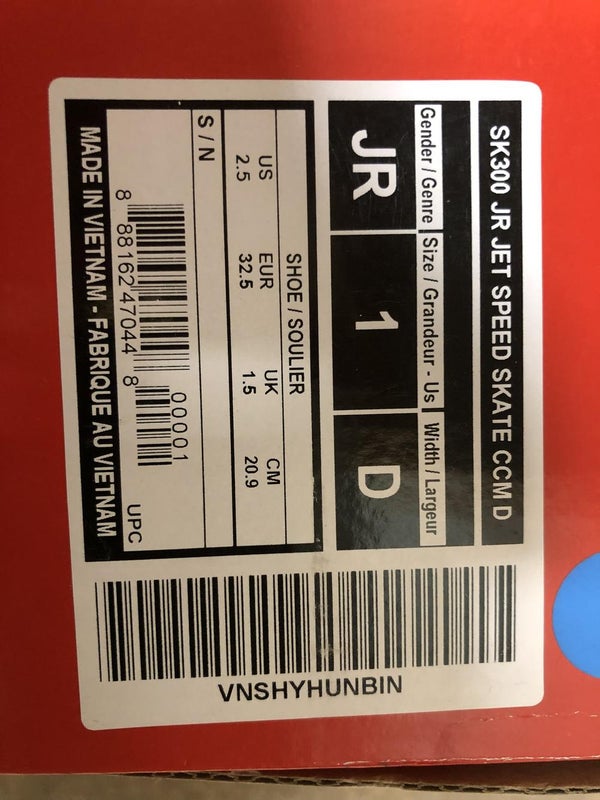 SK300 JR JET SPEED SKATE CCM D
Gender / Genre Size / Grandeur - Us Width / Largeur
JR 1 D
SHOE / SOULIER
US EUR UK CM
2.5 32.5 1.5 20.9
S / N
00001
8 88162 47044 8
UPC
MADE IN VIETNAM - FABRIQUE AU VIETNAM
VNSHYHUNBIN